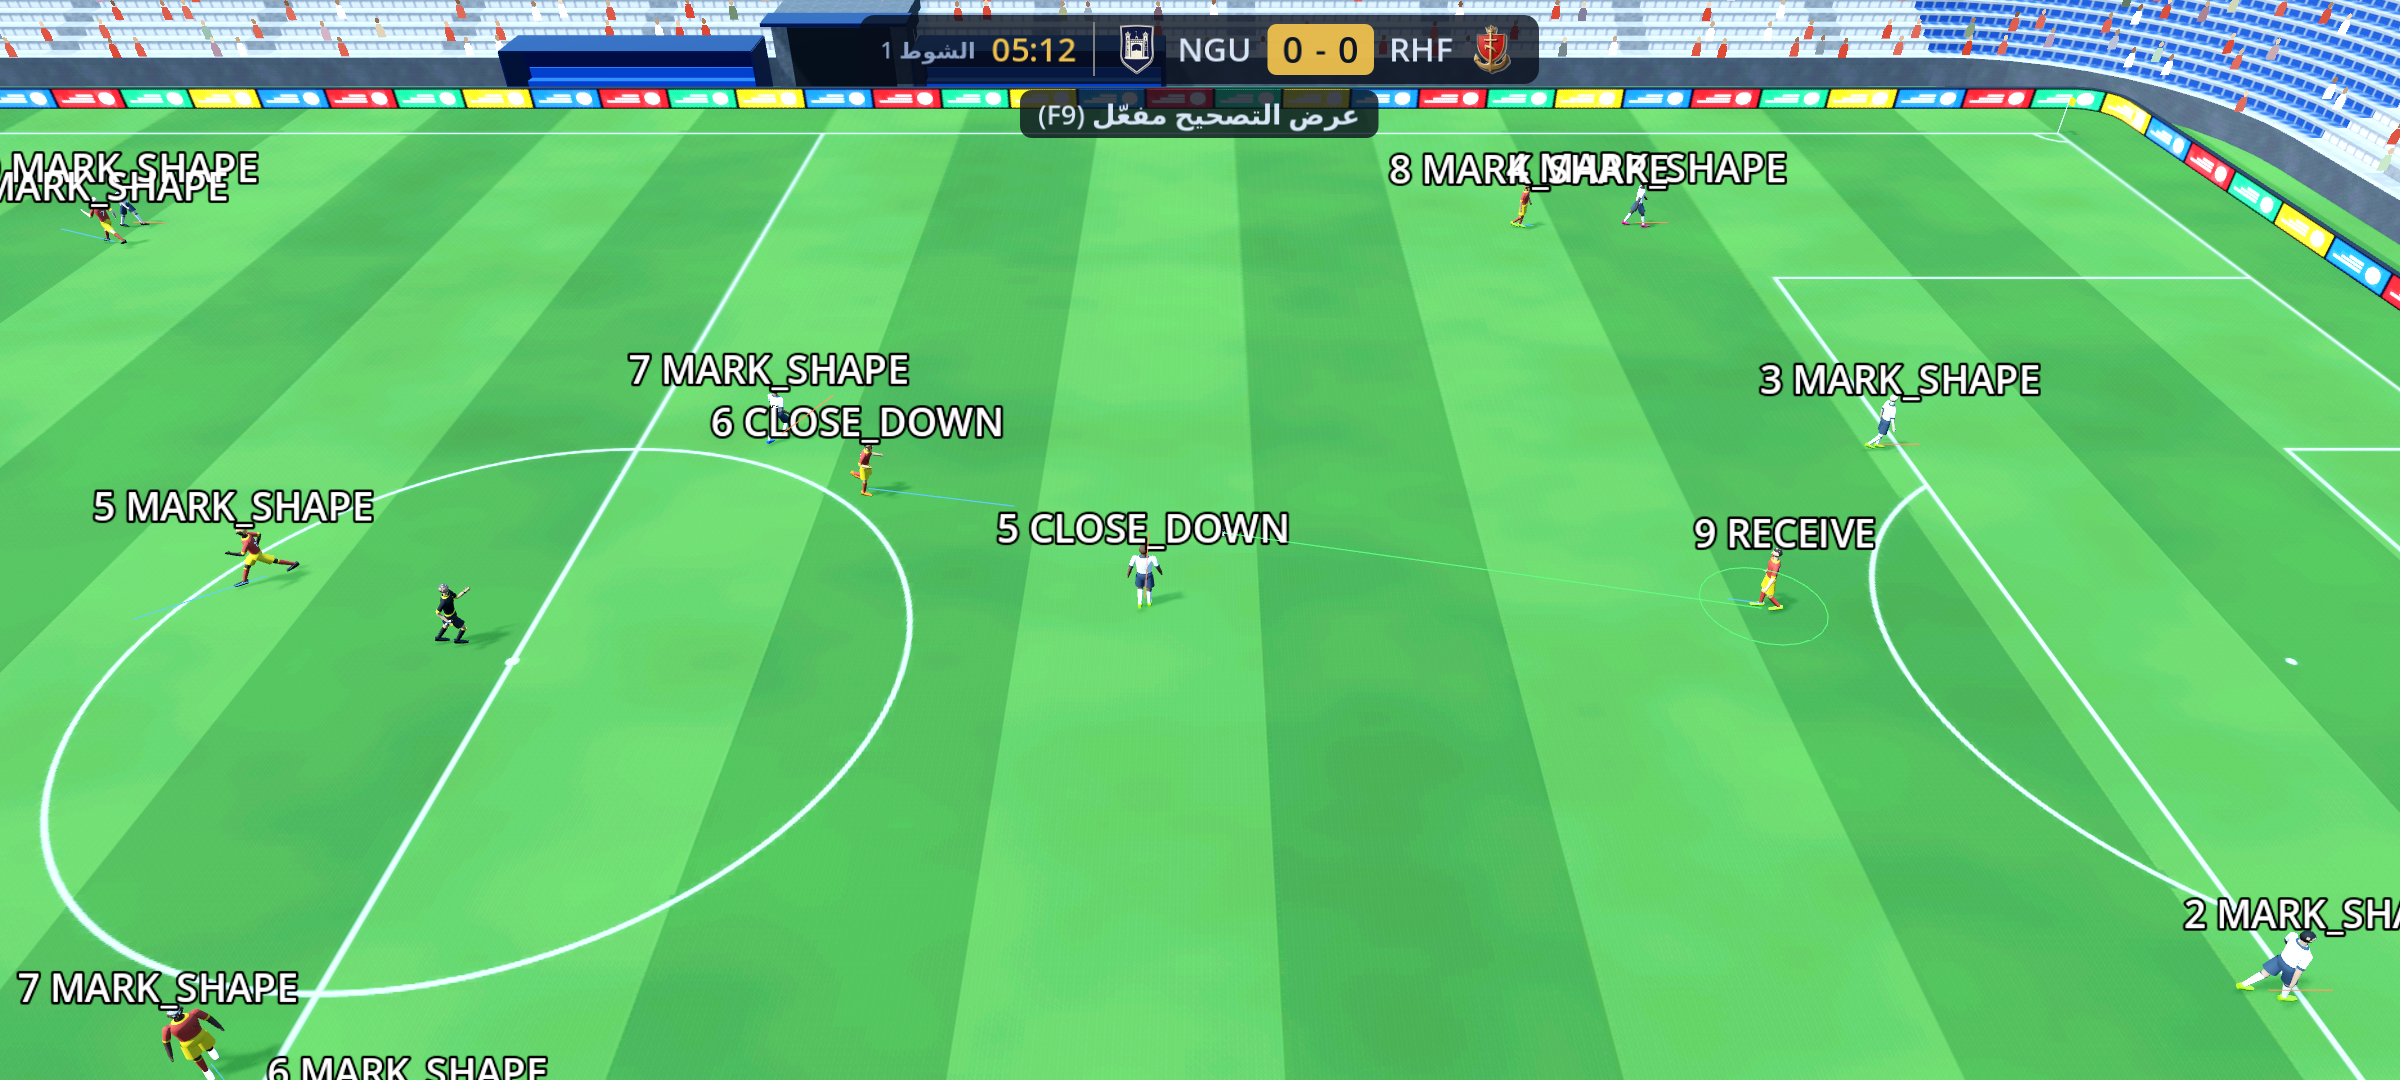 الشوط 1 05:12 NGU 0 - 0 RHF
عرض التصحيح مفعّل (F9)
MARK_SHAPE
MARK_SHAPE
8 MARK_SHAPE
4 MARK_SHAPE
7 MARK_SHAPE
3 MARK_SHAPE
6 CLOSE_DOWN
5 MARK_SHAPE
5 CLOSE_DOWN
9 RECEIVE
2 MARK_SHA
7 MARK_SHAPE
6 MARK_SHAPE